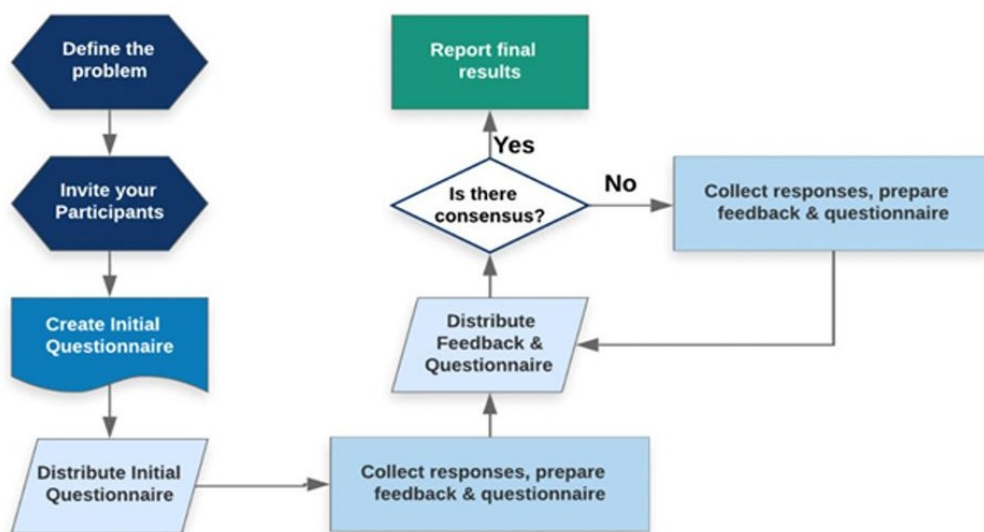 Define the
problem
Invite your
Participants
Create Initial
Questionnaire
Distribute Initial
Questionnaire
Collect responses, prepare
feedback & questionnaire
Distribute
Feedback &
Questionnaire
Is there
consensus?
Yes
Report final
results
No
Collect responses, prepare
feedback & questionnaire